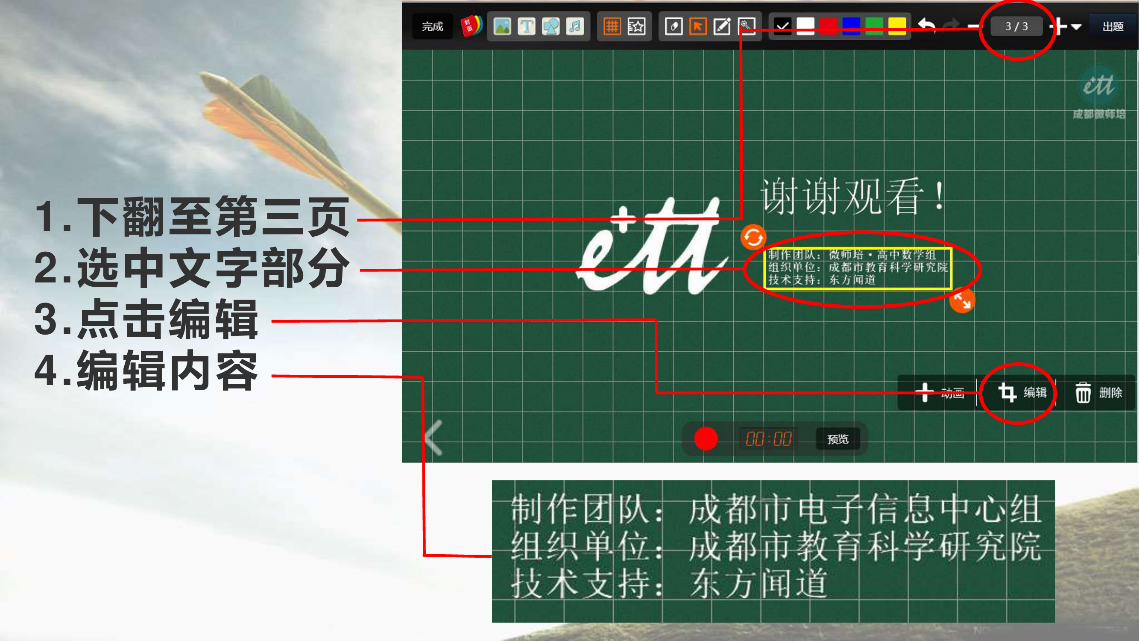 1.下翻至第三页
2.选中文字部分
3.点击编辑
4.编辑内容
完成
封面
T
3 / 3
出题
ett
成都微师培
谢谢观看！
ett
制作团队：微师培·高中数学组
组织单位：成都市教育科学研究院
技术支持：东方闻道
动画
编辑
删除
00:00
预览
制作团队：成都市电子信息中心组
组织单位：成都市教育科学研究院
技术支持：东方闻道